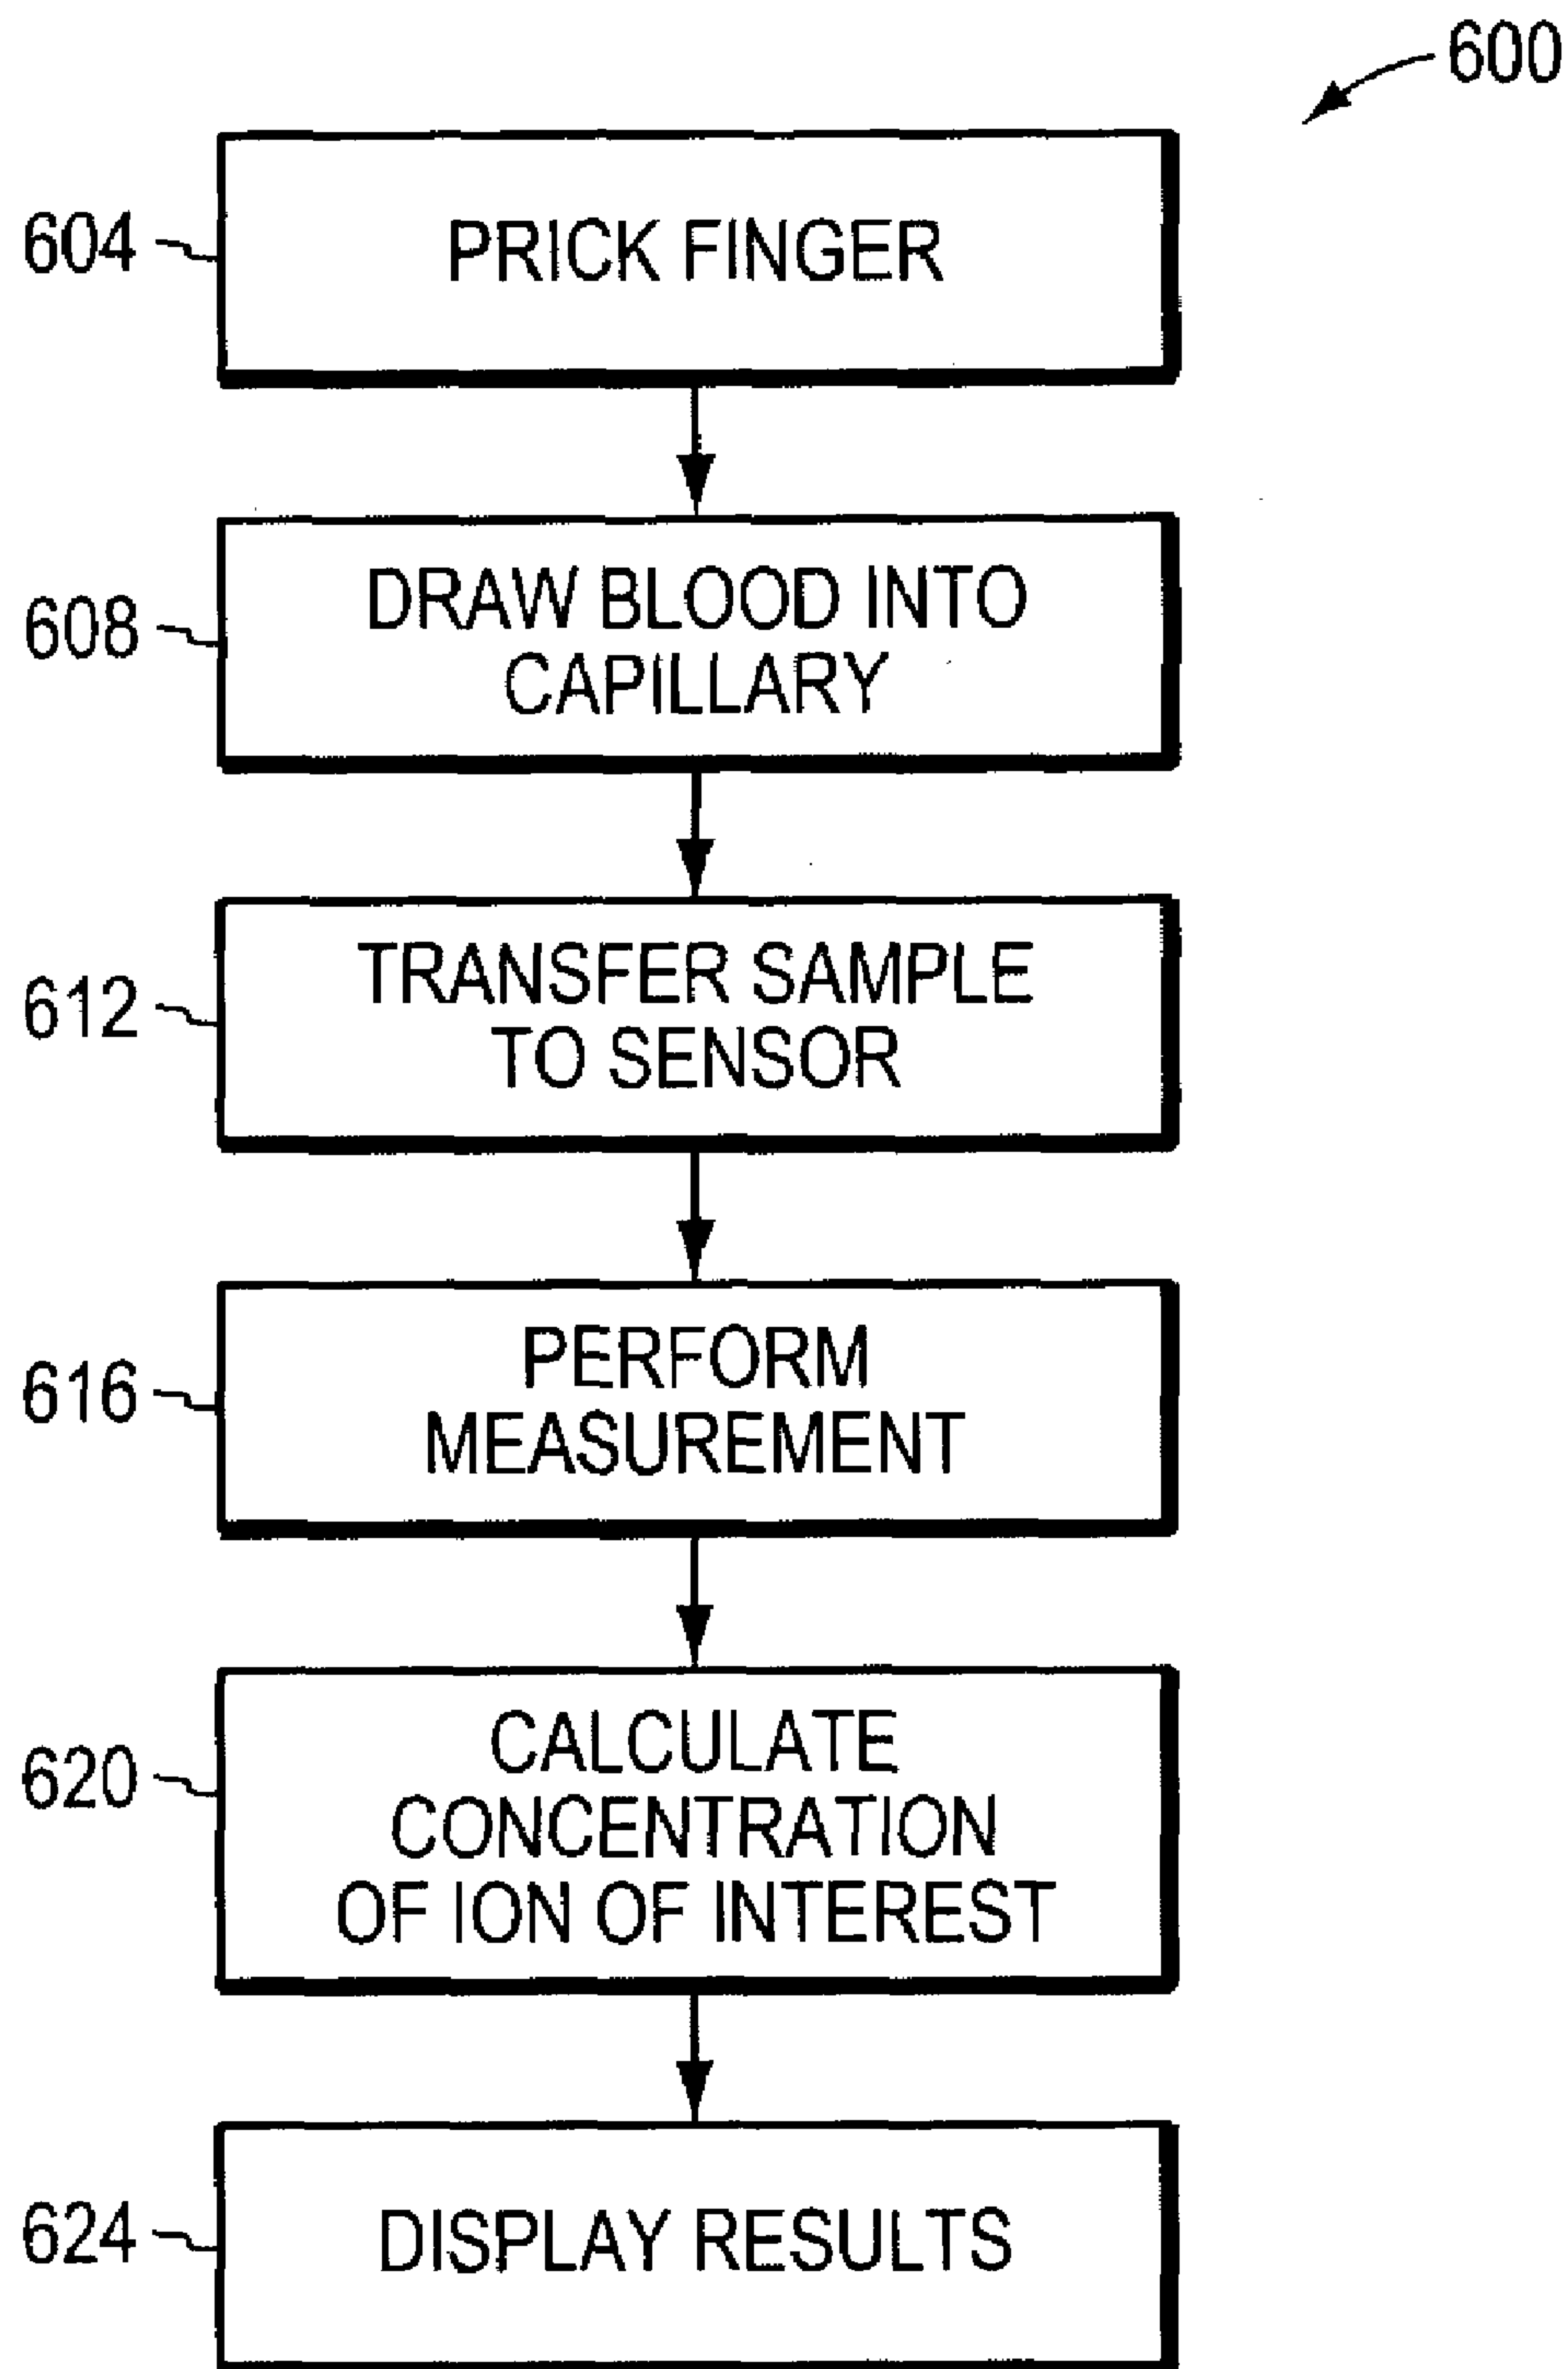 600
604
PRICK FINGER
608
DRAW BLOOD INTO
CAPILLARY
612
TRANSFER SAMPLE
TO SENSOR
616
PERFORM
MEASUREMENT
620
CALCULATE
CONCENTRATION
OF ION OF INTEREST
624
DISPLAY RESULTS